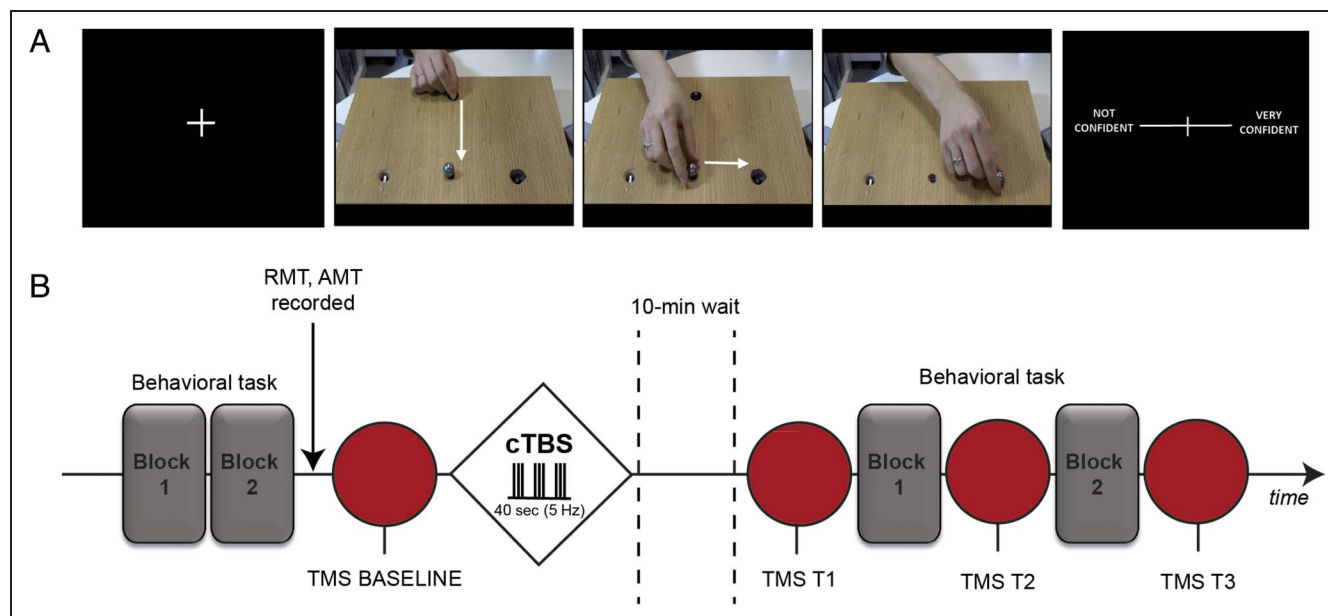 A
NOT
CONFIDENT
VERY
CONFIDENT
B
RMT, AMT
recorded
10-min wait
Behavioral task
Behavioral task
Block
1
Block
2
cTBS
40 sec (5 Hz)
Block
1
Block
2
time
TMS BASELINE
TMS T1
TMS T2
TMS T3